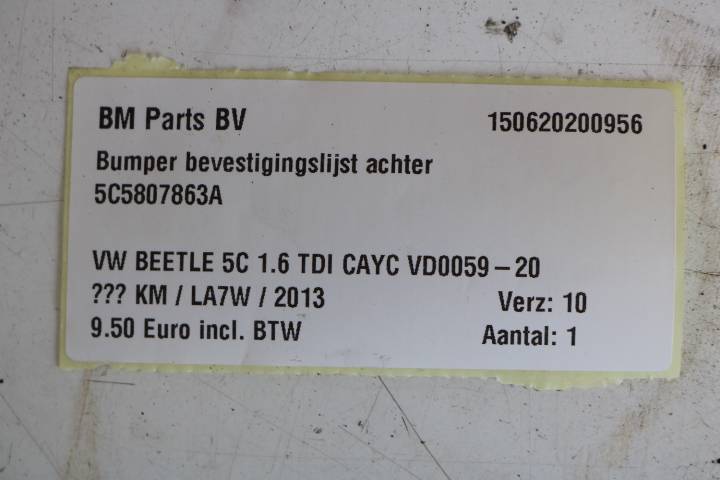 BM Parts BV 150620200956
Bumper bevestigingslijst achter
5C5807863A
VW BEETLE 5C 1.6 TDI CAYC VD0059 – 20
??? KM / LA7W / 2013 Verz: 10
9.50 Euro incl. BTW Aantal: 1